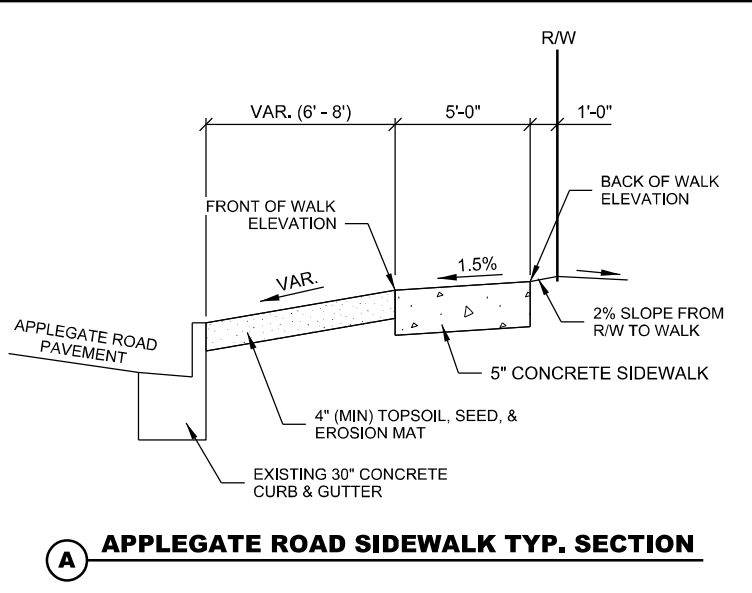 R/W
VAR. (6' - 8')
5'-0"
1'-0"
FRONT OF WALK
ELEVATION
BACK OF WALK
ELEVATION
VAR.
1.5%
APPLEGATE ROAD
PAVEMENT
2% SLOPE FROM
R/W TO WALK
5" CONCRETE SIDEWALK
4" (MIN) TOPSOIL, SEED, &
EROSION MAT
EXISTING 30" CONCRETE
CURB & GUTTER
A
APPLEGATE ROAD SIDEWALK TYP. SECTION